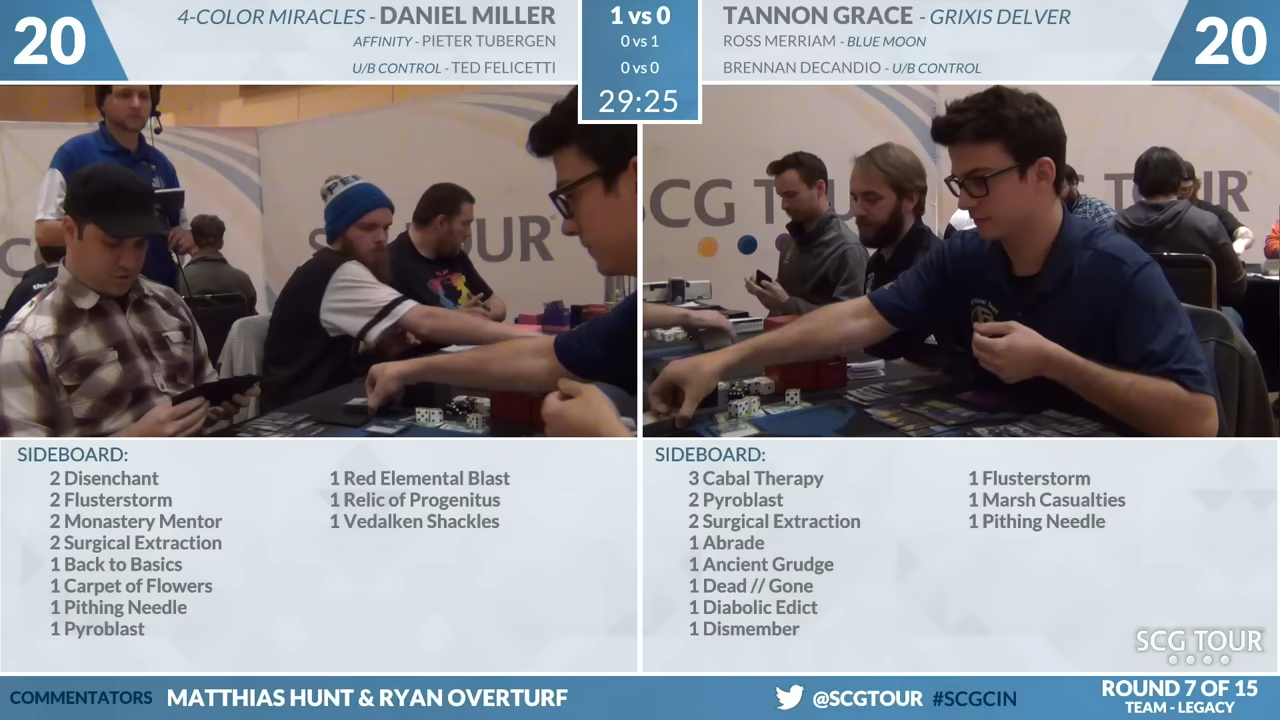 20
4-COLOR MIRACLES - DANIEL MILLER
AFFINITY - PIETER TUBERGEN
U/B CONTROL - TED FELICETTI
1 vs 0
0 vs 1
0 vs 0
29:25
TANNON GRACE - GRIXIS DELVER
ROSS MERRIAM - BLUE MOON
BRENNAN DECANDIO - U/B CONTROL
20
SCG TOUR
SIDEBOARD:
2 Disenchant
2 Flusterstorm
2 Monastery Mentor
2 Surgical Extraction
1 Back to Basics
1 Carpet of Flowers
1 Pithing Needle
1 Pyroblast
1 Red Elemental Blast
1 Relic of Progenitus
1 Vedalken Shackles
SIDEBOARD:
3 Cabal Therapy
2 Pyroblast
2 Surgical Extraction
1 Abrade
1 Ancient Grudge
1 Dead // Gone
1 Diabolic Edict
1 Dismember
1 Flusterstorm
1 Marsh Casualties
1 Pithing Needle
SCG TOUR
COMMENTATORS MATTHIAS HUNT & RYAN OVERTURF
@SCGTOUR #SCGCIN
ROUND 7 OF 15
TEAM - LEGACY